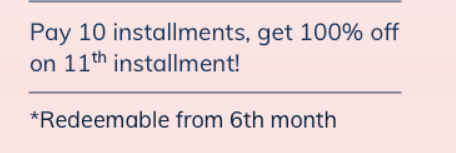 Pay 10 installments, get 100% off
on 11th installment!
*Redeemable from 6th month